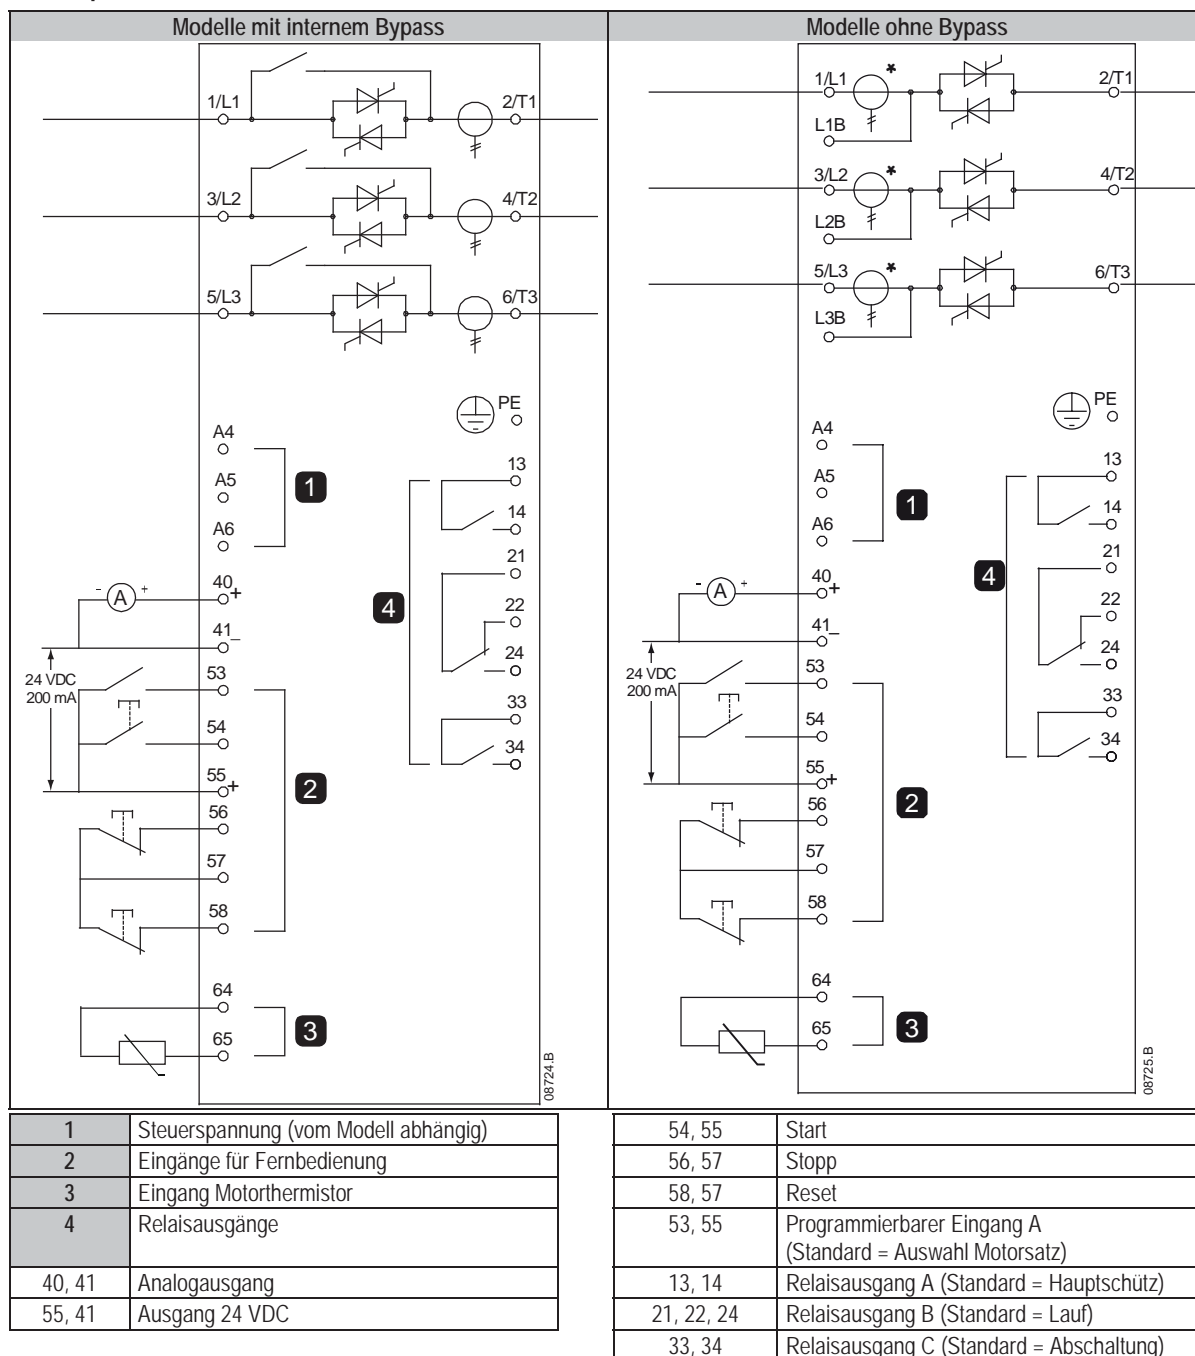 Modelle mit internem Bypass
1/L1
2/T1
3/L2
4/T2
5/L3
6/T3
PE
A4
A5
A6
1
13
14
21
22
24
33
34
4
- A +
40
+
41
_
24 VDC
200 mA
53
54
55
+
56
57
58
2
64
65
3
08724.B
Modelle ohne Bypass
1/L1
*
2/T1
L1B
3/L2
*
4/T2
L2B
5/L3
*
6/T3
L3B
PE
A4
A5
A6
1
13
14
21
22
24
33
34
4
- A +
40
+
41
_
24 VDC
200 mA
53
54
55
+
56
57
58
2
64
65
3
08725.B
1 Steuerspannung (vom Modell abhängig)
2 Eingänge für Fernbedienung
3 Eingang Motorthermistor
4 Relaisausgänge
40, 41 Analogausgang
55, 41 Ausgang 24 VDC
54, 55 Start
56, 57 Stopp
58, 57 Reset
53, 55 Programmierbarer Eingang A
(Standard = Auswahl Motorsatz)
13, 14 Relaisausgang A (Standard = Hauptschütz)
21, 22, 24 Relaisausgang B (Standard = Lauf)
33, 34 Relaisausgang C (Standard = Abschaltung)